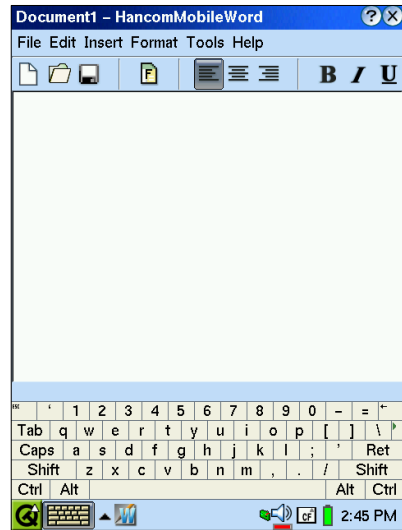 Document1 – HancomMobileWord ? X
File Edit Insert Format Tools Help
F B I U
ESC ‘ 1 2 3 4 5 6 7 8 9 0 – = ←
Tab q w e r t y u i o p [ ] \
Caps a s d f g h j k l ; ' Ret
Shift z x c v b n m , . / Shift
Ctrl Alt Alt Ctrl
CF 2:45 PM